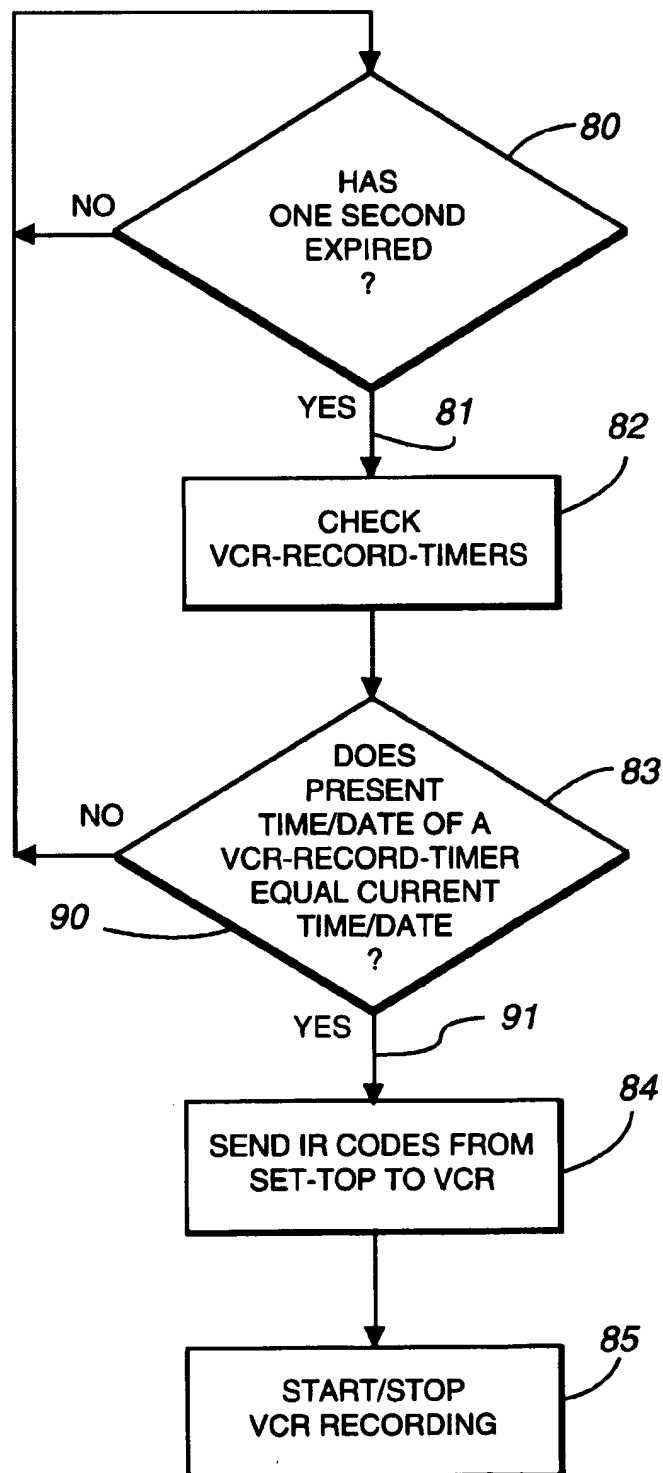 80
HAS
ONE SECOND
EXPIRED
?
NO
YES
81
82
CHECK
VCR-RECORD-TIMERS
DOES
PRESENT
TIME/DATE OF A
VCR-RECORD-TIMER
EQUAL CURRENT
TIME/DATE
?
83
NO
90
YES
91
84
SEND IR CODES FROM
SET-TOP TO VCR
85
START/STOP
VCR RECORDING